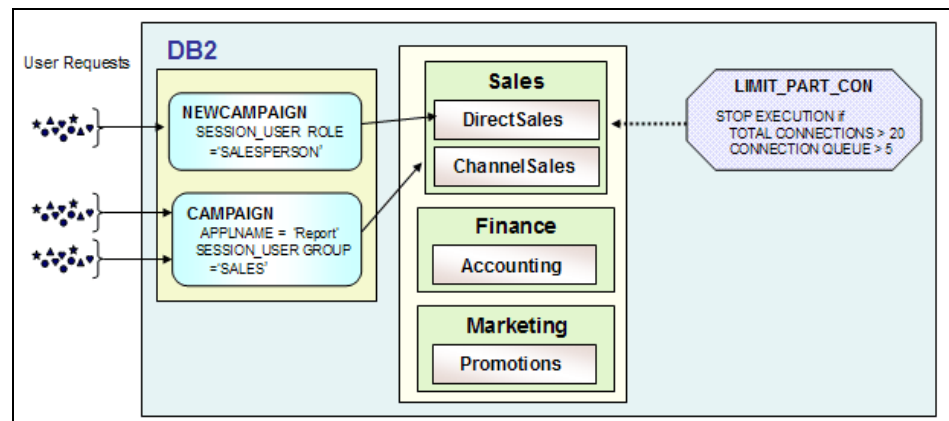 DB2
User Requests
NEWCAMPAIGN
SESSION_USER ROLE
='SALESPERSON'
CAMPAIGN
APPLNAME = 'Report'
SESSION_USER GROUP
='SALES'
Sales
DirectSales
ChannelSales
Finance
Accounting
Marketing
Promotions
LIMIT_PART_CON
STOP EXECUTION if
TOTAL CONNECTIONS > 20
CONNECTION QUEUE > 5